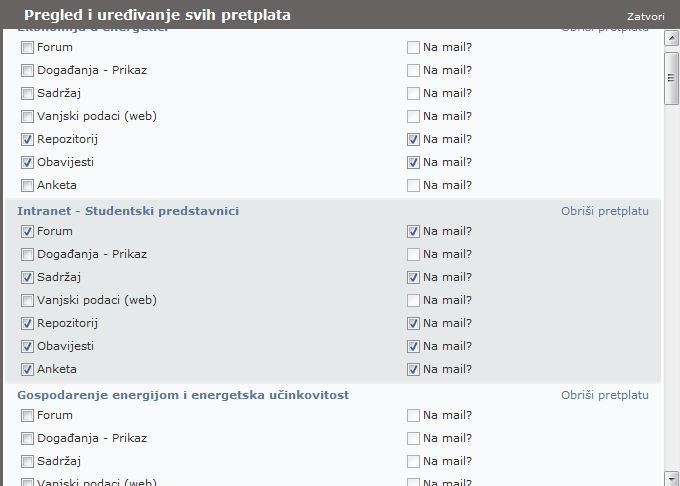 Pregled i uređivanje svih pretplata Zatvori
Ekonomija u energetici Obriši pretplatu
Forum Na mail?
Događanja - Prikaz Na mail?
Sadržaj Na mail?
Vanjski podaci (web) Na mail?
Repozitorij Na mail?
Obavijesti Na mail?
Anketa Na mail?
Intranet - Studentski predstavnici Obriši pretplatu
Forum Na mail?
Događanja - Prikaz Na mail?
Sadržaj Na mail?
Vanjski podaci (web) Na mail?
Repozitorij Na mail?
Obavijesti Na mail?
Anketa Na mail?
Gospodarenje energijom i energetska učinkovitost Obriši pretplatu
Forum Na mail?
Događanja - Prikaz Na mail?
Sadržaj Na mail?
Vanjski podaci (web) Na mail?